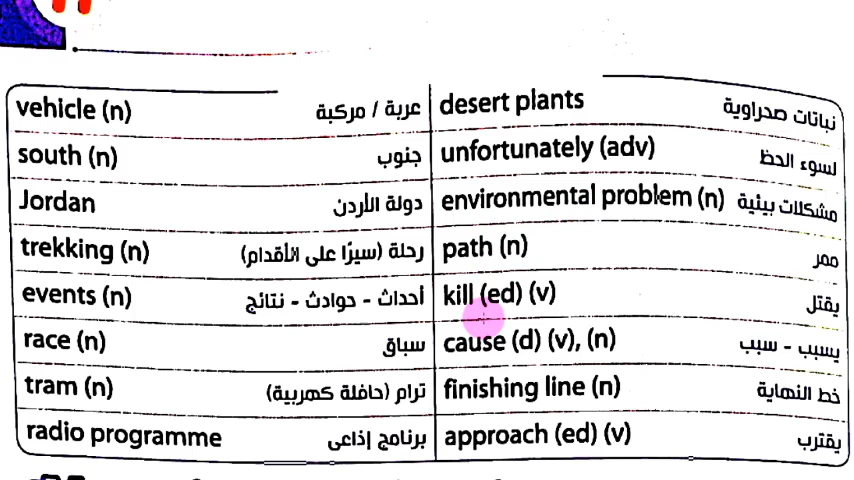 vehicle (n) عربة / مركبة desert plants نباتات صحراوية
south (n) جنوب unfortunately (adv) لسوء الحظ
Jordan دولة الأردن environmental problem (n) مشكلات بيئية
trekking (n) رحلة (سيرًا على الأقدام) path (n) ممر
events (n) أحداث - حوادث - نتائج kill (ed) (v) يقتل
race (n) سباق cause (d) (v), (n) يسبب - سبب
tram (n) ترام (حافلة كهربية) finishing line (n) خط النهاية
radio programme برنامج إذاعى approach (ed) (v) يقترب